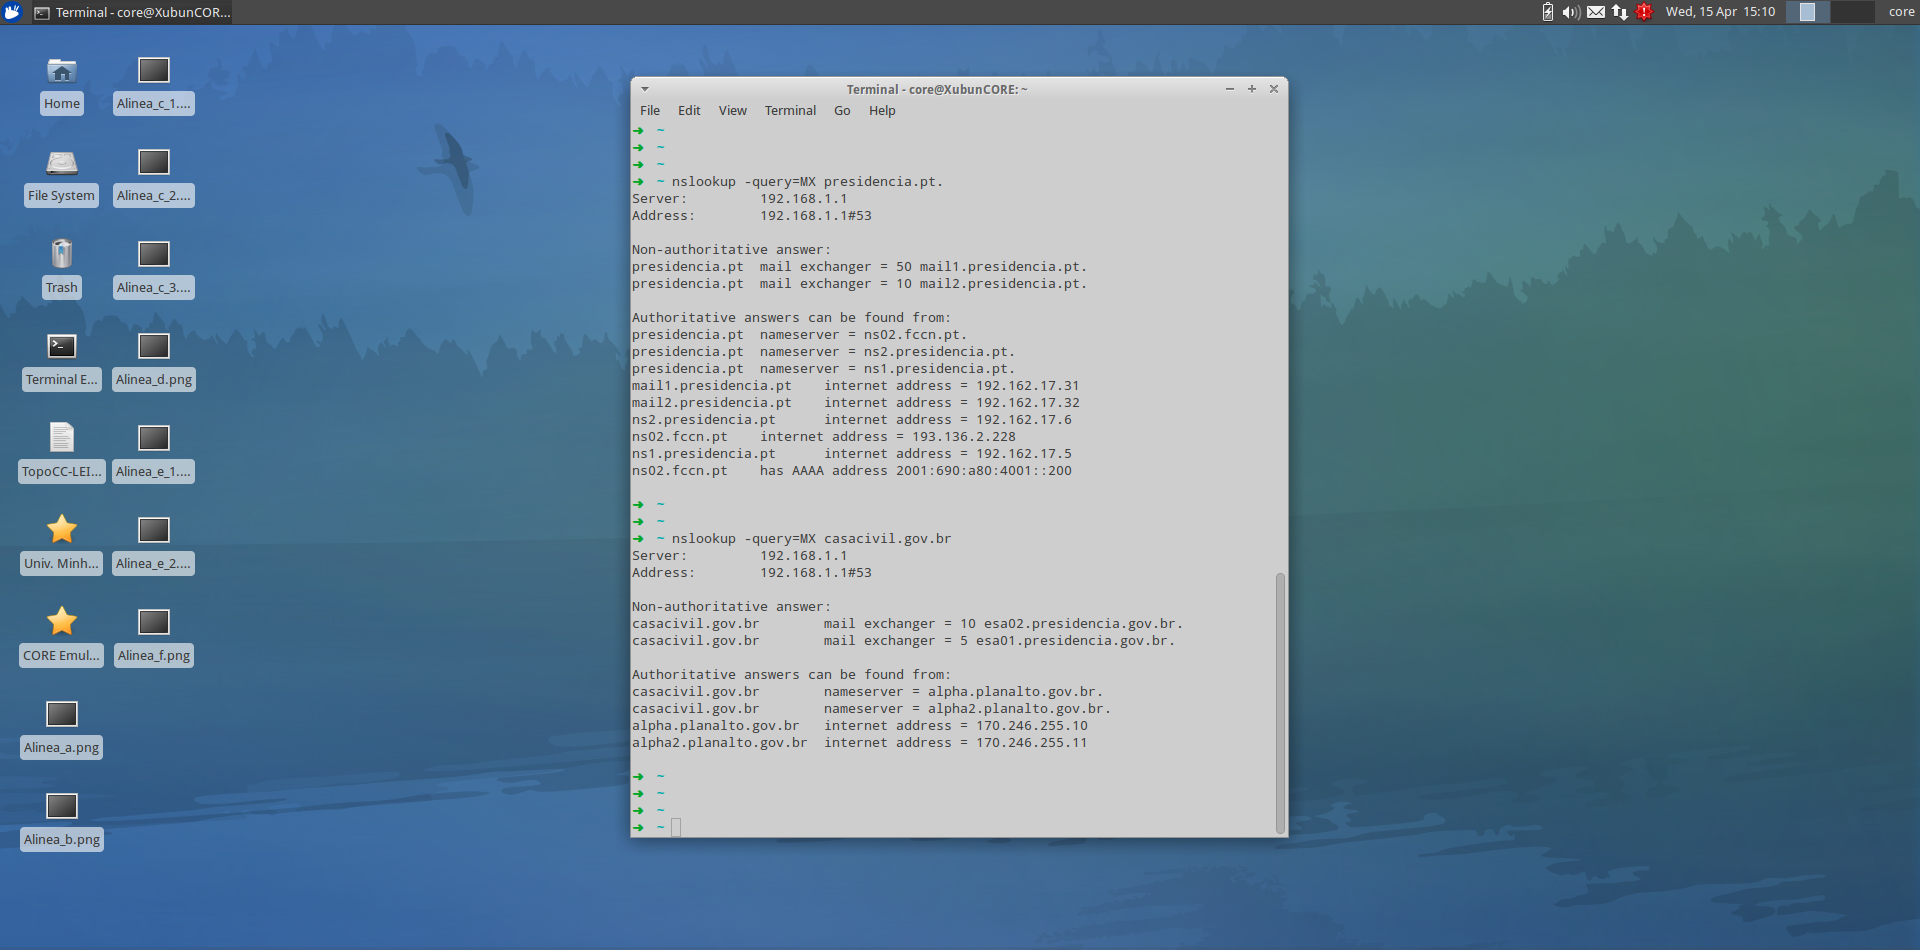 Terminal - core@XubunCOR...
Wed, 15 Apr 15:10
core
Home
Alinea_c_1....
File System
Alinea_c_2....
Trash
Alinea_c_3....
Terminal E...
Alinea_d.png
TopoCC-LEI...
Alinea_e_1....
Univ. Minh...
Alinea_e_2....
CORE Emul...
Alinea_f.png
Alinea_a.png
Alinea_b.png
Terminal - core@XubunCORE: ~
File Edit View Terminal Go Help
➜ ~
➜ ~
➜ ~
➜ ~ nslookup -query=MX presidencia.pt.
Server: 192.168.1.1
Address: 192.168.1.1#53
Non-authoritative answer:
presidencia.pt mail exchanger = 50 mail1.presidencia.pt.
presidencia.pt mail exchanger = 10 mail2.presidencia.pt.
Authoritative answers can be found from:
presidencia.pt nameserver = ns02.fccn.pt.
presidencia.pt nameserver = ns2.presidencia.pt.
presidencia.pt nameserver = ns1.presidencia.pt.
mail1.presidencia.pt internet address = 192.162.17.31
mail2.presidencia.pt internet address = 192.162.17.32
ns2.presidencia.pt internet address = 192.162.17.6
ns02.fccn.pt internet address = 193.136.2.228
ns1.presidencia.pt internet address = 192.162.17.5
ns02.fccn.pt has AAAA address 2001:690:a80:4001::200
➜ ~
➜ ~
➜ ~ nslookup -query=MX casacivil.gov.br
Server: 192.168.1.1
Address: 192.168.1.1#53
Non-authoritative answer:
casacivil.gov.br mail exchanger = 10 esa02.presidencia.gov.br.
casacivil.gov.br mail exchanger = 5 esa01.presidencia.gov.br.
Authoritative answers can be found from:
casacivil.gov.br nameserver = alpha.planalto.gov.br.
casacivil.gov.br nameserver = alpha2.planalto.gov.br.
alpha.planalto.gov.br internet address = 170.246.255.10
alpha2.planalto.gov.br internet address = 170.246.255.11
➜ ~
➜ ~
➜ ~
➜ ~